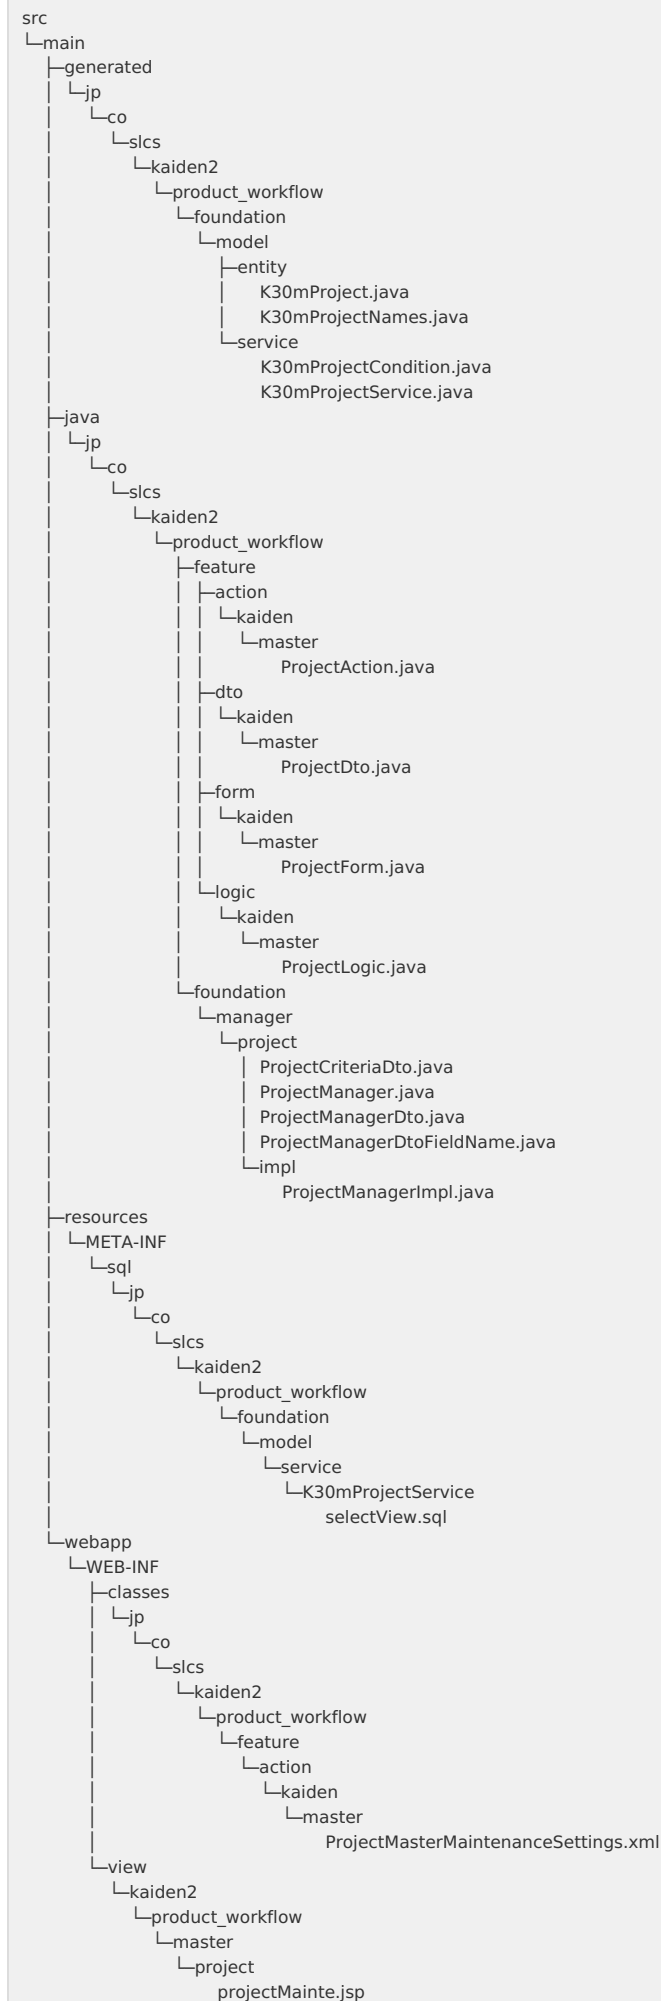 src
└─main
├─generated
│ └─jp
│ └─co
│ └─slcs
│ └─kaiden2
│ └─product_workflow
│ └─foundation
│ └─model
│ ├─entity
│ │ K30mProject.java
│ │ K30mProjectNames.java
│ └─service
│ K30mProjectCondition.java
│ K30mProjectService.java
├─java
│ └─jp
│ └─co
│ └─slcs
│ └─kaiden2
│ └─product_workflow
│ ├─feature
│ │ ├─action
│ │ │ └─kaiden
│ │ │ └─master
│ │ │ ProjectAction.java
│ │ ├─dto
│ │ │ └─kaiden
│ │ │ └─master
│ │ │ ProjectDto.java
│ │ ├─form
│ │ │ └─kaiden
│ │ │ └─master
│ │ │ ProjectForm.java
│ │ └─logic
│ │ └─kaiden
│ │ └─master
│ │ ProjectLogic.java
│ └─foundation
│ └─manager
│ └─project
│ │ ProjectCriteriaDto.java
│ │ ProjectManager.java
│ │ ProjectManagerDto.java
│ │ ProjectManagerDtoFieldName.java
│ └─impl
│ ProjectManagerImpl.java
├─resources
│ └─META-INF
│ └─sql
│ └─jp
│ └─co
│ └─slcs
│ └─kaiden2
│ └─product_workflow
│ └─foundation
│ └─model
│ └─service
│ └─K30mProjectService
│ selectView.sql
└─webapp
└─WEB-INF
├─classes
│ └─jp
│ └─co
│ └─slcs
│ └─kaiden2
│ └─product_workflow
│ └─feature
│ └─action
│ └─kaiden
│ └─master
│ ProjectMasterMaintenanceSettings.xml
└─view
└─kaiden2
└─product_workflow
└─master
└─project
projectMainte.jsp